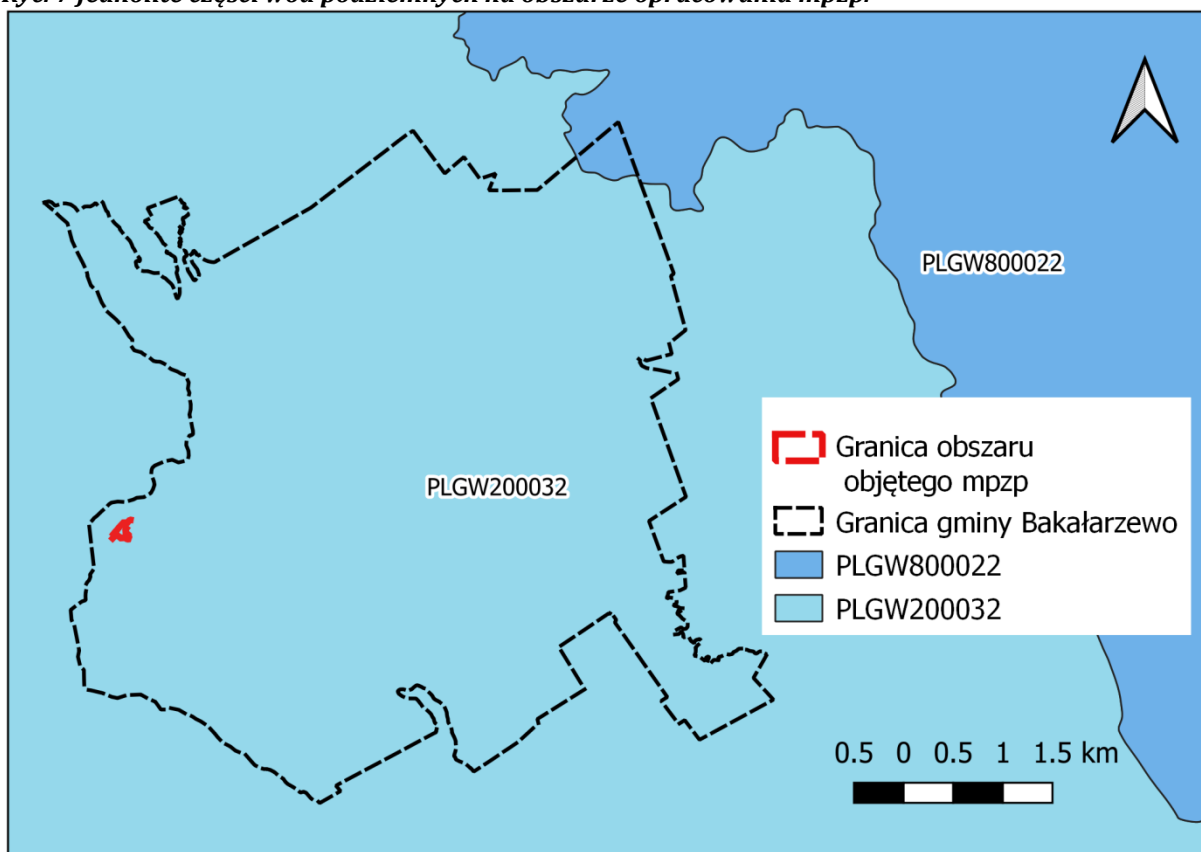 PLGW800022
PLGW200032
Granica obszaru
objętego mpzp
Granica gminy Bakałarzewo
PLGW800022
PLGW200032
0.5 0 0.5 1 1.5 km